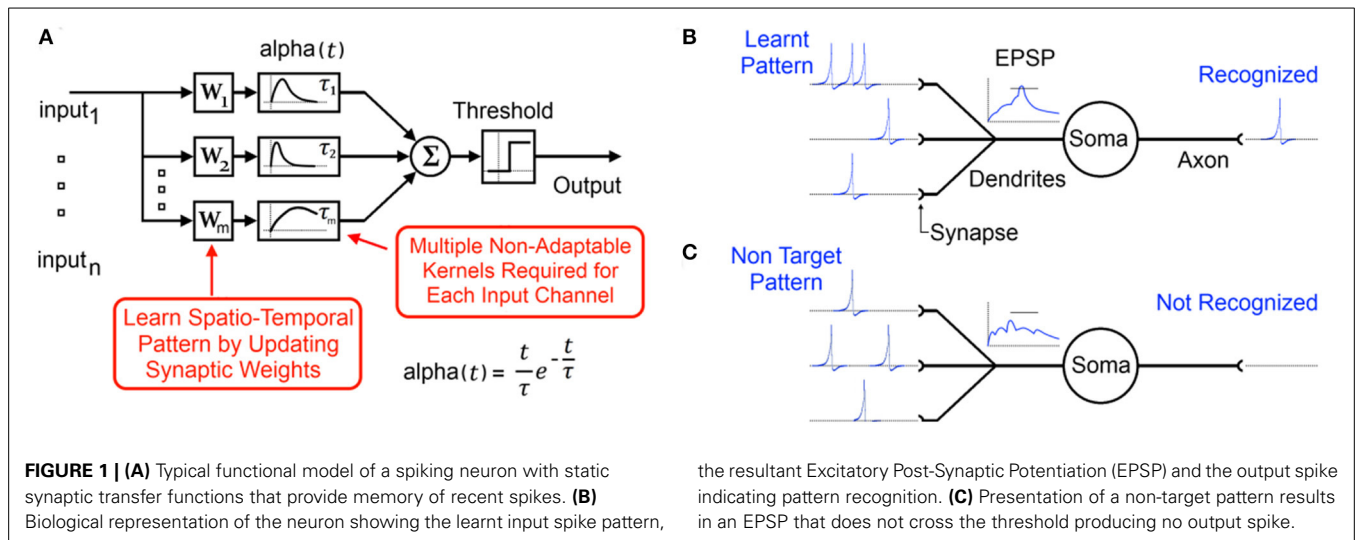 A
alpha(t)
input1
W1
τ1
W2
τ2
Wm
τm
inputn
Σ
Threshold
Output
Multiple Non-Adaptable
Kernels Required for
Each Input Channel
Learn Spatio-Temporal
Pattern by Updating
Synaptic Weights
alpha(t) = t/τ e^-t/τ
B
Learnt
Pattern
EPSP
Recognized
Soma
Axon
Dendrites
Synapse
C
Non Target
Pattern
Not Recognized
Soma
FIGURE 1 | (A) Typical functional model of a spiking neuron with static
synaptic transfer functions that provide memory of recent spikes. (B)
Biological representation of the neuron showing the learnt input spike pattern,
the resultant Excitatory Post-Synaptic Potentiation (EPSP) and the output spike
indicating pattern recognition. (C) Presentation of a non-target pattern results
in an EPSP that does not cross the threshold producing no output spike.